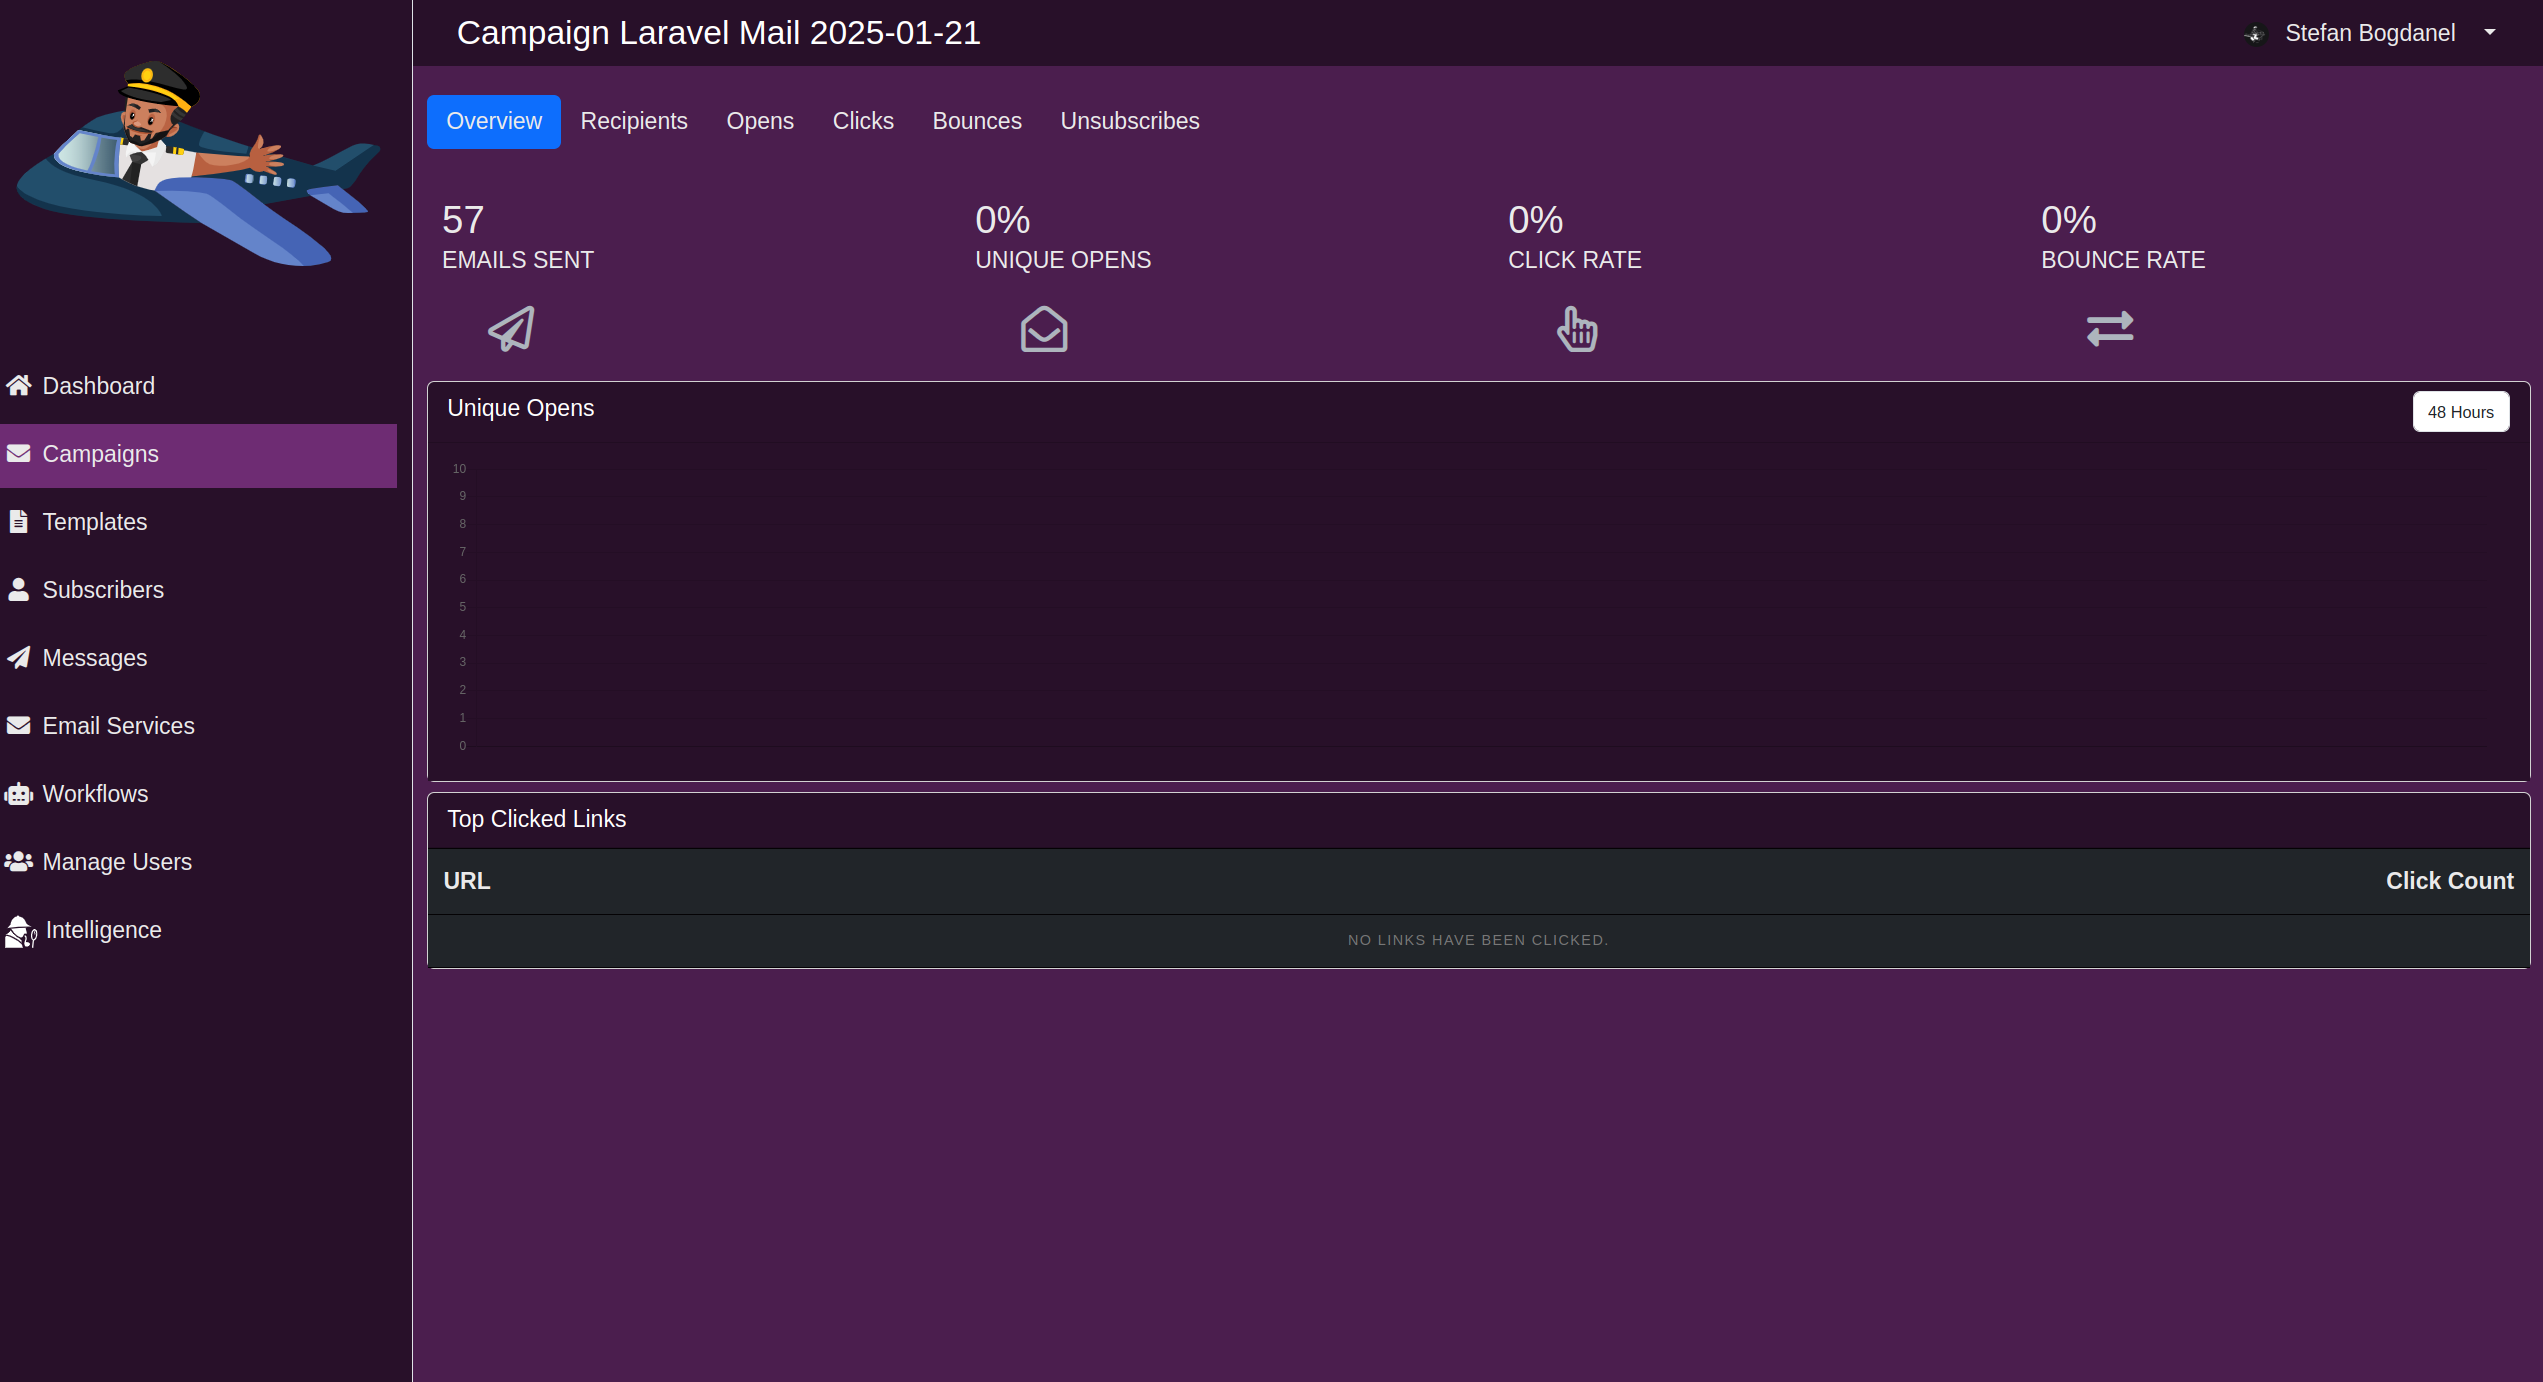 Campaign Laravel Mail 2025-01-21
Stefan Bogdanel
Dashboard
Campaigns
Templates
Subscribers
Messages
Email Services
Workflows
Manage Users
Intelligence
Overview Recipients Opens Clicks Bounces Unsubscribes
57
EMAILS SENT
0%
UNIQUE OPENS
0%
CLICK RATE
0%
BOUNCE RATE
Unique Opens
48 Hours
10
9
8
7
6
5
4
3
2
1
0
Top Clicked Links
URL Click Count
NO LINKS HAVE BEEN CLICKED.